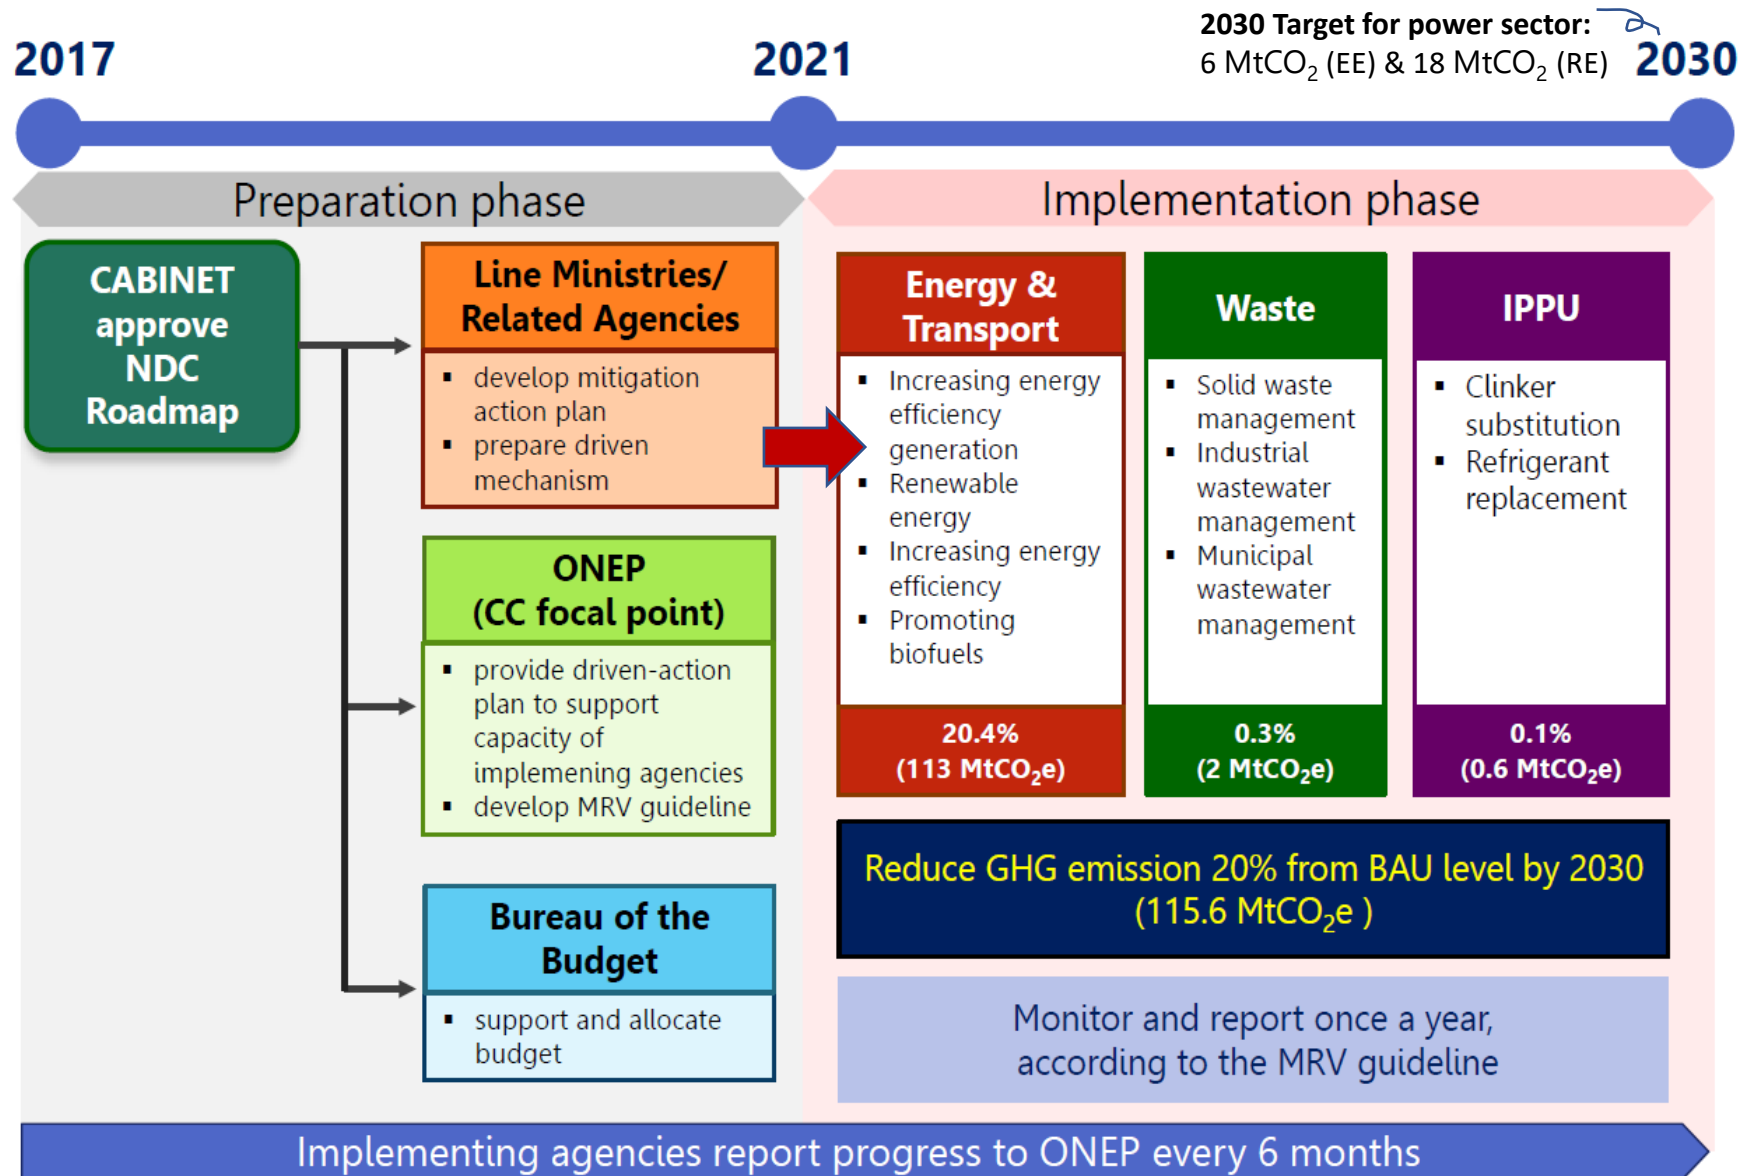 2030 Target for power sector:
6 MtCO₂ (EE) & 18 MtCO₂ (RE)
2017
2021
2030
Preparation phase
Implementation phase
CABINET
approve
NDC
Roadmap
Line Ministries/
Related Agencies
▪ develop mitigation
action plan
▪ prepare driven
mechanism
ONEP
(CC focal point)
▪ provide driven-action
plan to support
capacity of
implemening agencies
▪ develop MRV guideline
Bureau of the
Budget
▪ support and allocate
budget
Energy &
Transport
▪ Increasing energy
efficiency
generation
▪ Renewable
energy
▪ Increasing energy
efficiency
▪ Promoting
biofuels
20.4%
(113 MtCO₂e)
Waste
▪ Solid waste
management
▪ Industrial
wastewater
management
▪ Municipal
wastewater
management
0.3%
(2 MtCO₂e)
IPPU
▪ Clinker
substitution
▪ Refrigerant
replacement
0.1%
(0.6 MtCO₂e)
Reduce GHG emission 20% from BAU level by 2030
(115.6 MtCO₂e )
Monitor and report once a year,
according to the MRV guideline
Implementing agencies report progress to ONEP every 6 months